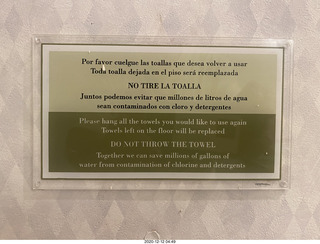 Por favor cuelgue las toallas que desea volver a usar
Toda toalla dejada en el piso será reemplazada
NO TIRE LA TOALLA
Juntos podemos evitar que millones de litros de agua
sean contaminados con cloro y detergentes
Please hang all the towels you would like to use again
Towels left on the floor will be replaced
DO NOT THROW THE TOWEL
Together we can save millions of gallons of
water from contamination of chlorine and detergents
2020-12-12 04:48